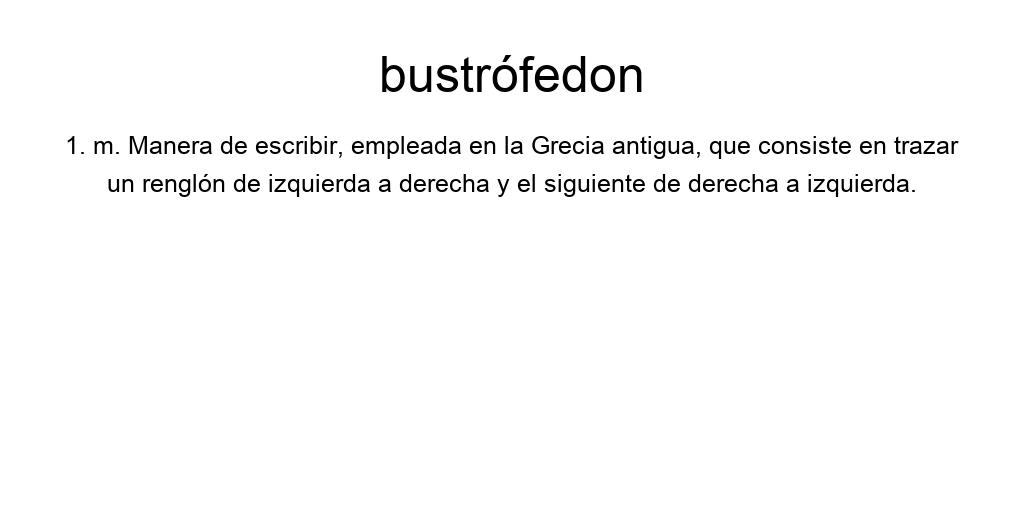 bustrófedon
1. m. Manera de escribir, empleada en la Grecia antigua, que consiste en trazar
un renglón de izquierda a derecha y el siguiente de derecha a izquierda.